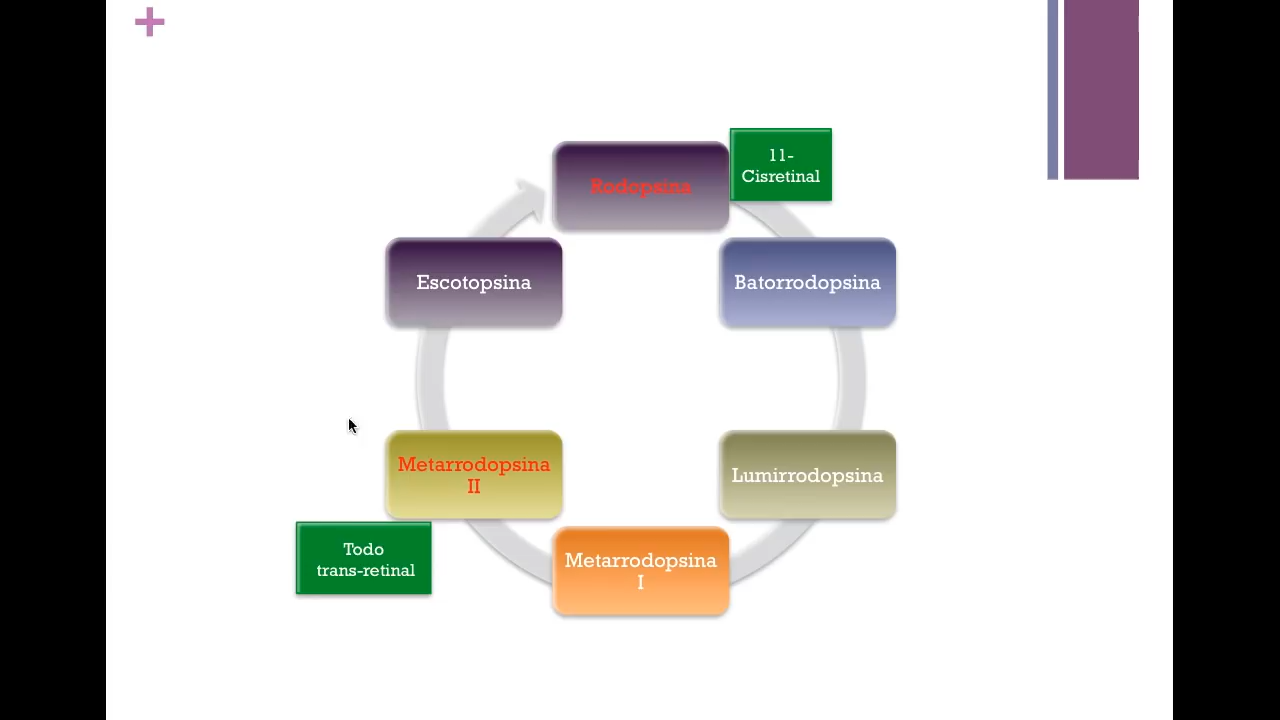 Rodopsina
11-
Cisretinal
Escotopsina
Batorrodopsina
Metarrodopsina
II
Lumirrodopsina
Todo
trans-retinal
Metarrodopsina
I